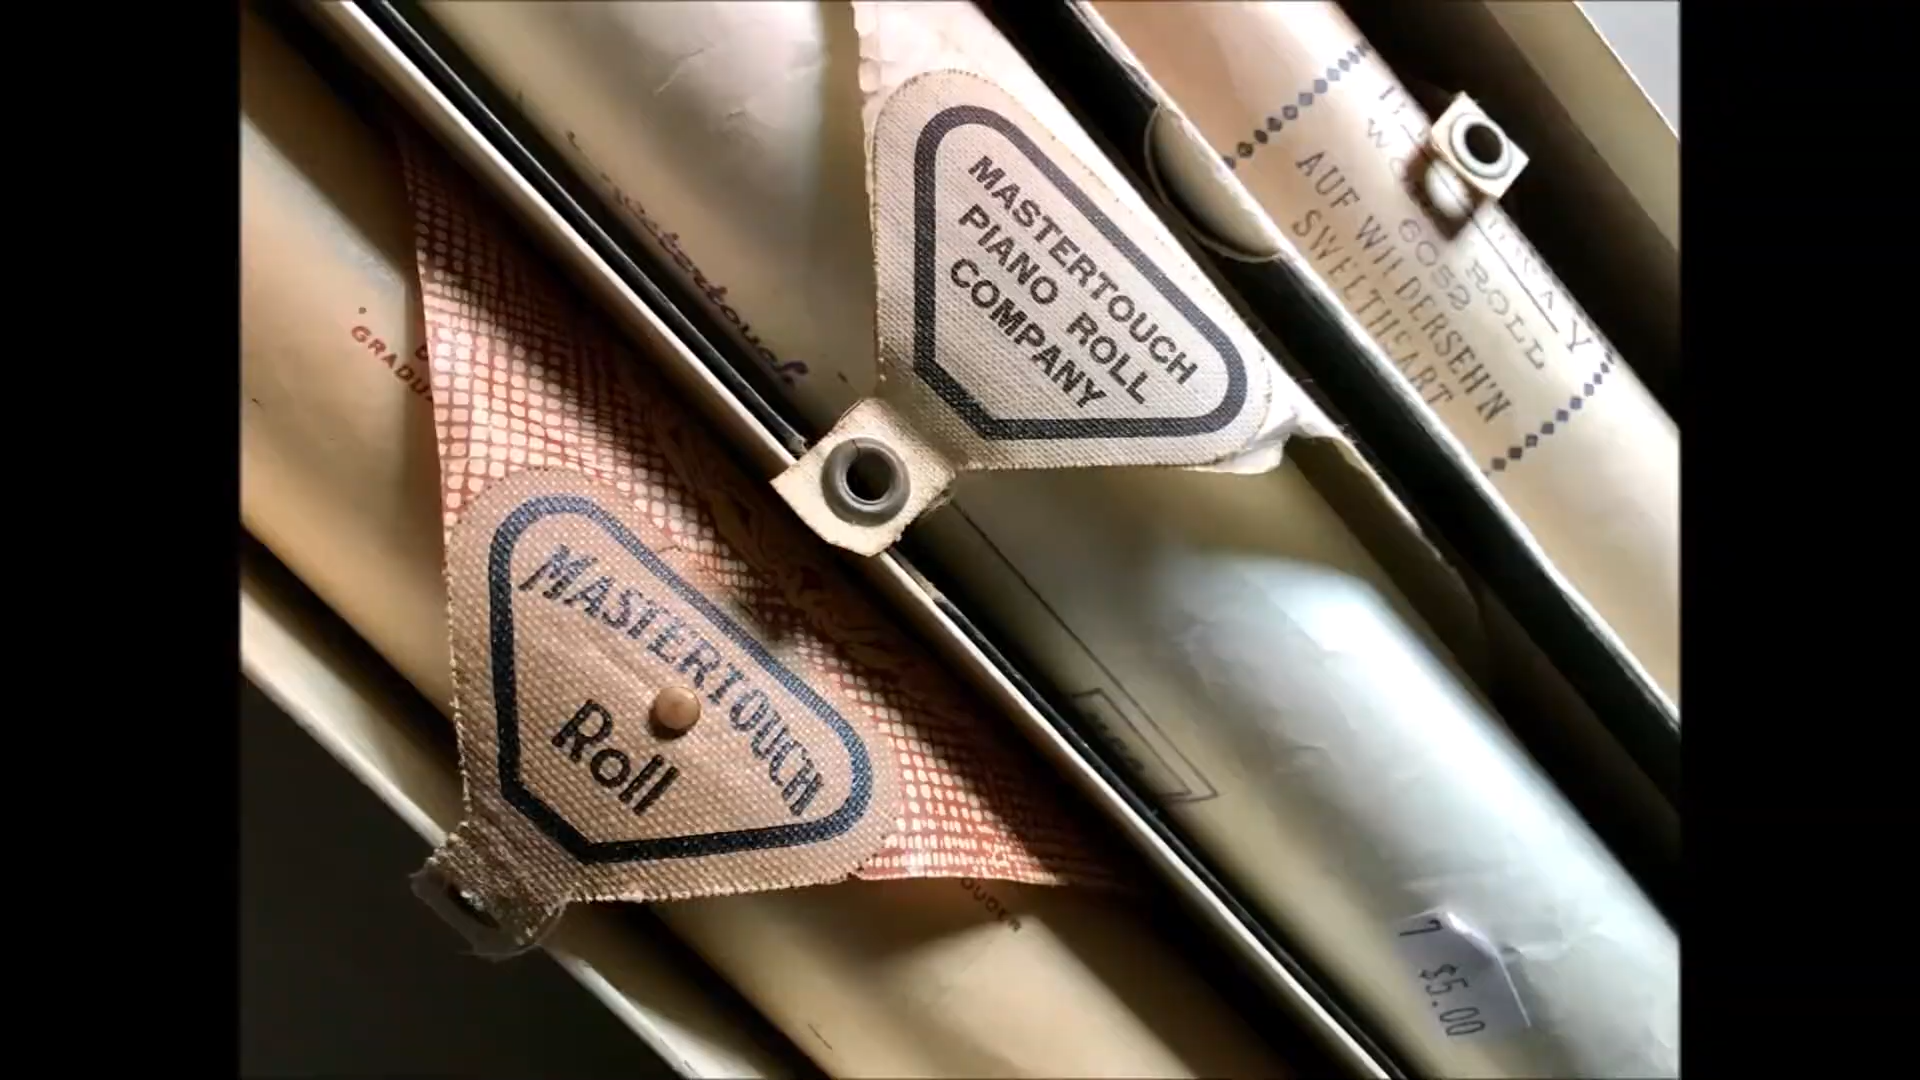 MASTERTOUCH
PIANO ROLL
COMPANY
MASTERTOUCH
Roll
ROLL
6052
AUF WIEDERSEH'N
SWEETHEART
7
$5.00